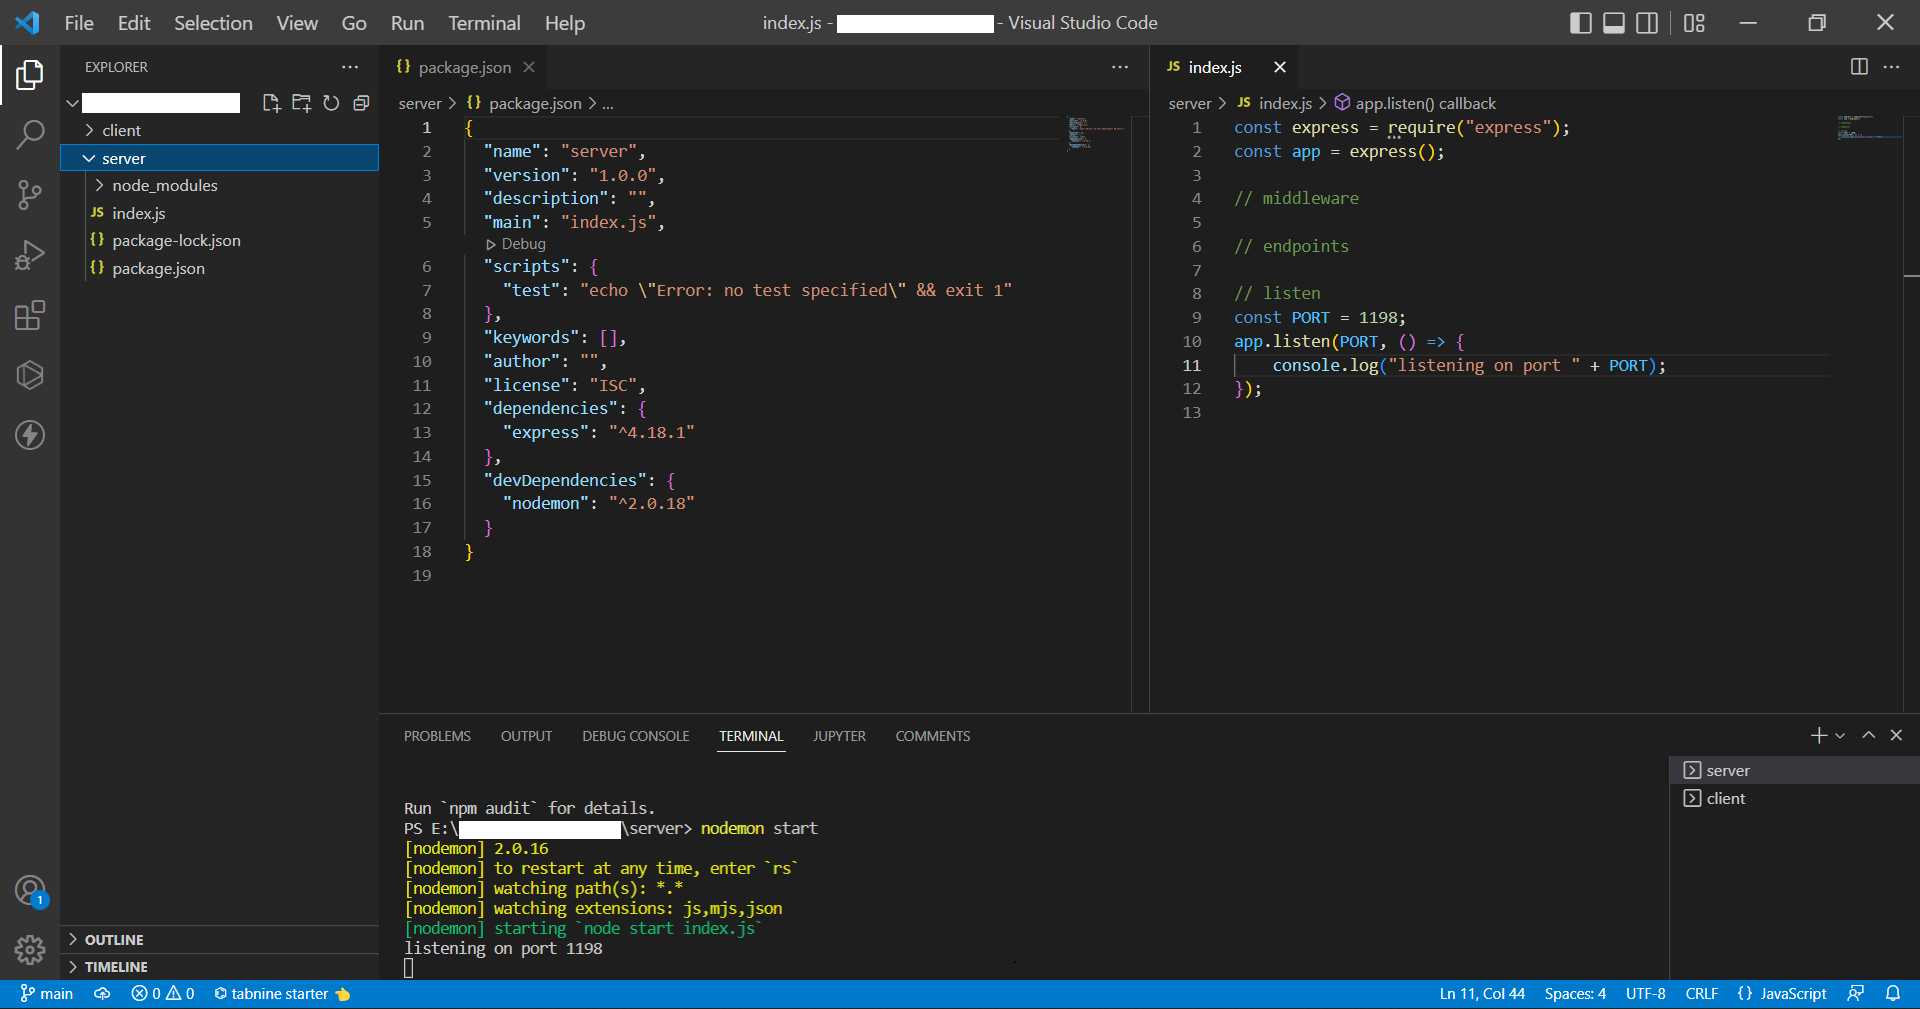 File Edit Selection View Go Run Terminal Help
index.js - - Visual Studio Code
EXPLORER
client
server
node_modules
JS index.js
{} package-lock.json
{} package.json
OUTLINE
TIMELINE
{} package.json
server > {} package.json > ...
1 {
2 "name": "server",
3 "version": "1.0.0",
4 "description": "",
5 "main": "index.js",
Debug
6 "scripts": {
7 "test": "echo \"Error: no test specified\" && exit 1"
8 },
9 "keywords": [],
10 "author": "",
11 "license": "ISC",
12 "dependencies": {
13 "express": "^4.18.1"
14 },
15 "devDependencies": {
16 "nodemon": "^2.0.18"
17 }
18 }
19
JS index.js
server > JS index.js > app.listen() callback
1 const express = require("express");
2 const app = express();
3
4 // middleware
5
6 // endpoints
7
8 // listen
9 const PORT = 1198;
10 app.listen(PORT, () => {
11 console.log("listening on port " + PORT);
12 });
13
PROBLEMS OUTPUT DEBUG CONSOLE TERMINAL JUPYTER COMMENTS
Run `npm audit` for details.
PS E:\ \server> nodemon start
[nodemon] 2.0.16
[nodemon] to restart at any time, enter `rs`
[nodemon] watching path(s): *.*
[nodemon] watching extensions: js,mjs,json
[nodemon] starting `node start index.js`
listening on port 1198
server
client
1
main 0 0 tabnine starter Ln 11, Col 44 Spaces: 4 UTF-8 CRLF {} JavaScript